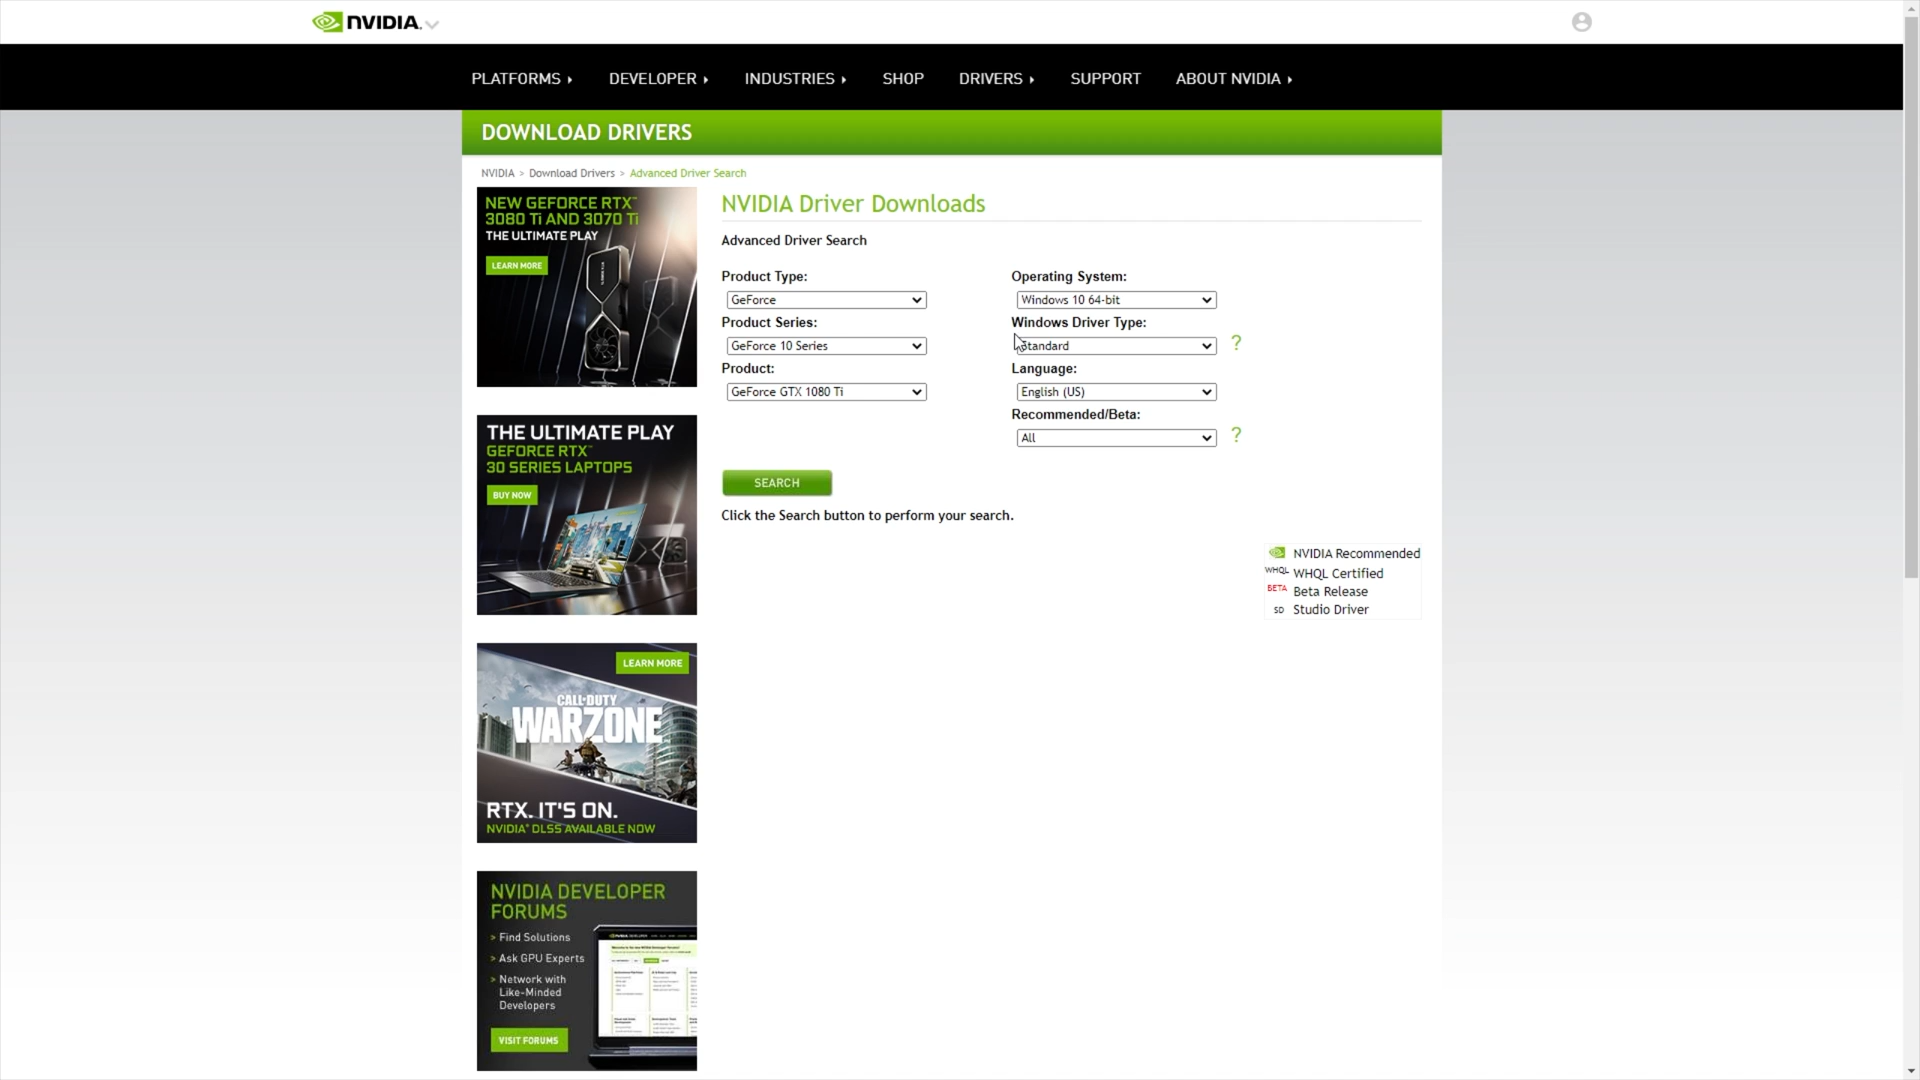 NVIDIA.
PLATFORMS
DEVELOPER
INDUSTRIES
SHOP
DRIVERS
SUPPORT
ABOUT NVIDIA
DOWNLOAD DRIVERS
NVIDIA > Download Drivers > Advanced Driver Search
NEW GEFORCE RTX™
3080 Ti AND 3070 Ti
THE ULTIMATE PLAY
LEARN MORE
THE ULTIMATE PLAY
GEFORCE RTX™
30 SERIES LAPTOPS
BUY NOW
LEARN MORE
CALL·DUTY
WARZONE
RTX. IT'S ON.
NVIDIA® DLSS AVAILABLE NOW
NVIDIA DEVELOPER
FORUMS
> Find Solutions
> Ask GPU Experts
> Network with
Like-Minded
Developers
VISIT FORUMS
NVIDIA Driver Downloads
Advanced Driver Search
Product Type:
GeForce
Product Series:
GeForce 10 Series
Product:
GeForce GTX 1080 Ti
Operating System:
Windows 10 64-bit
Windows Driver Type:
Standard
?
Language:
English (US)
Recommended/Beta:
All
?
SEARCH
Click the Search button to perform your search.
NVIDIA Recommended
WHQL WHQL Certified
BETA Beta Release
SD Studio Driver